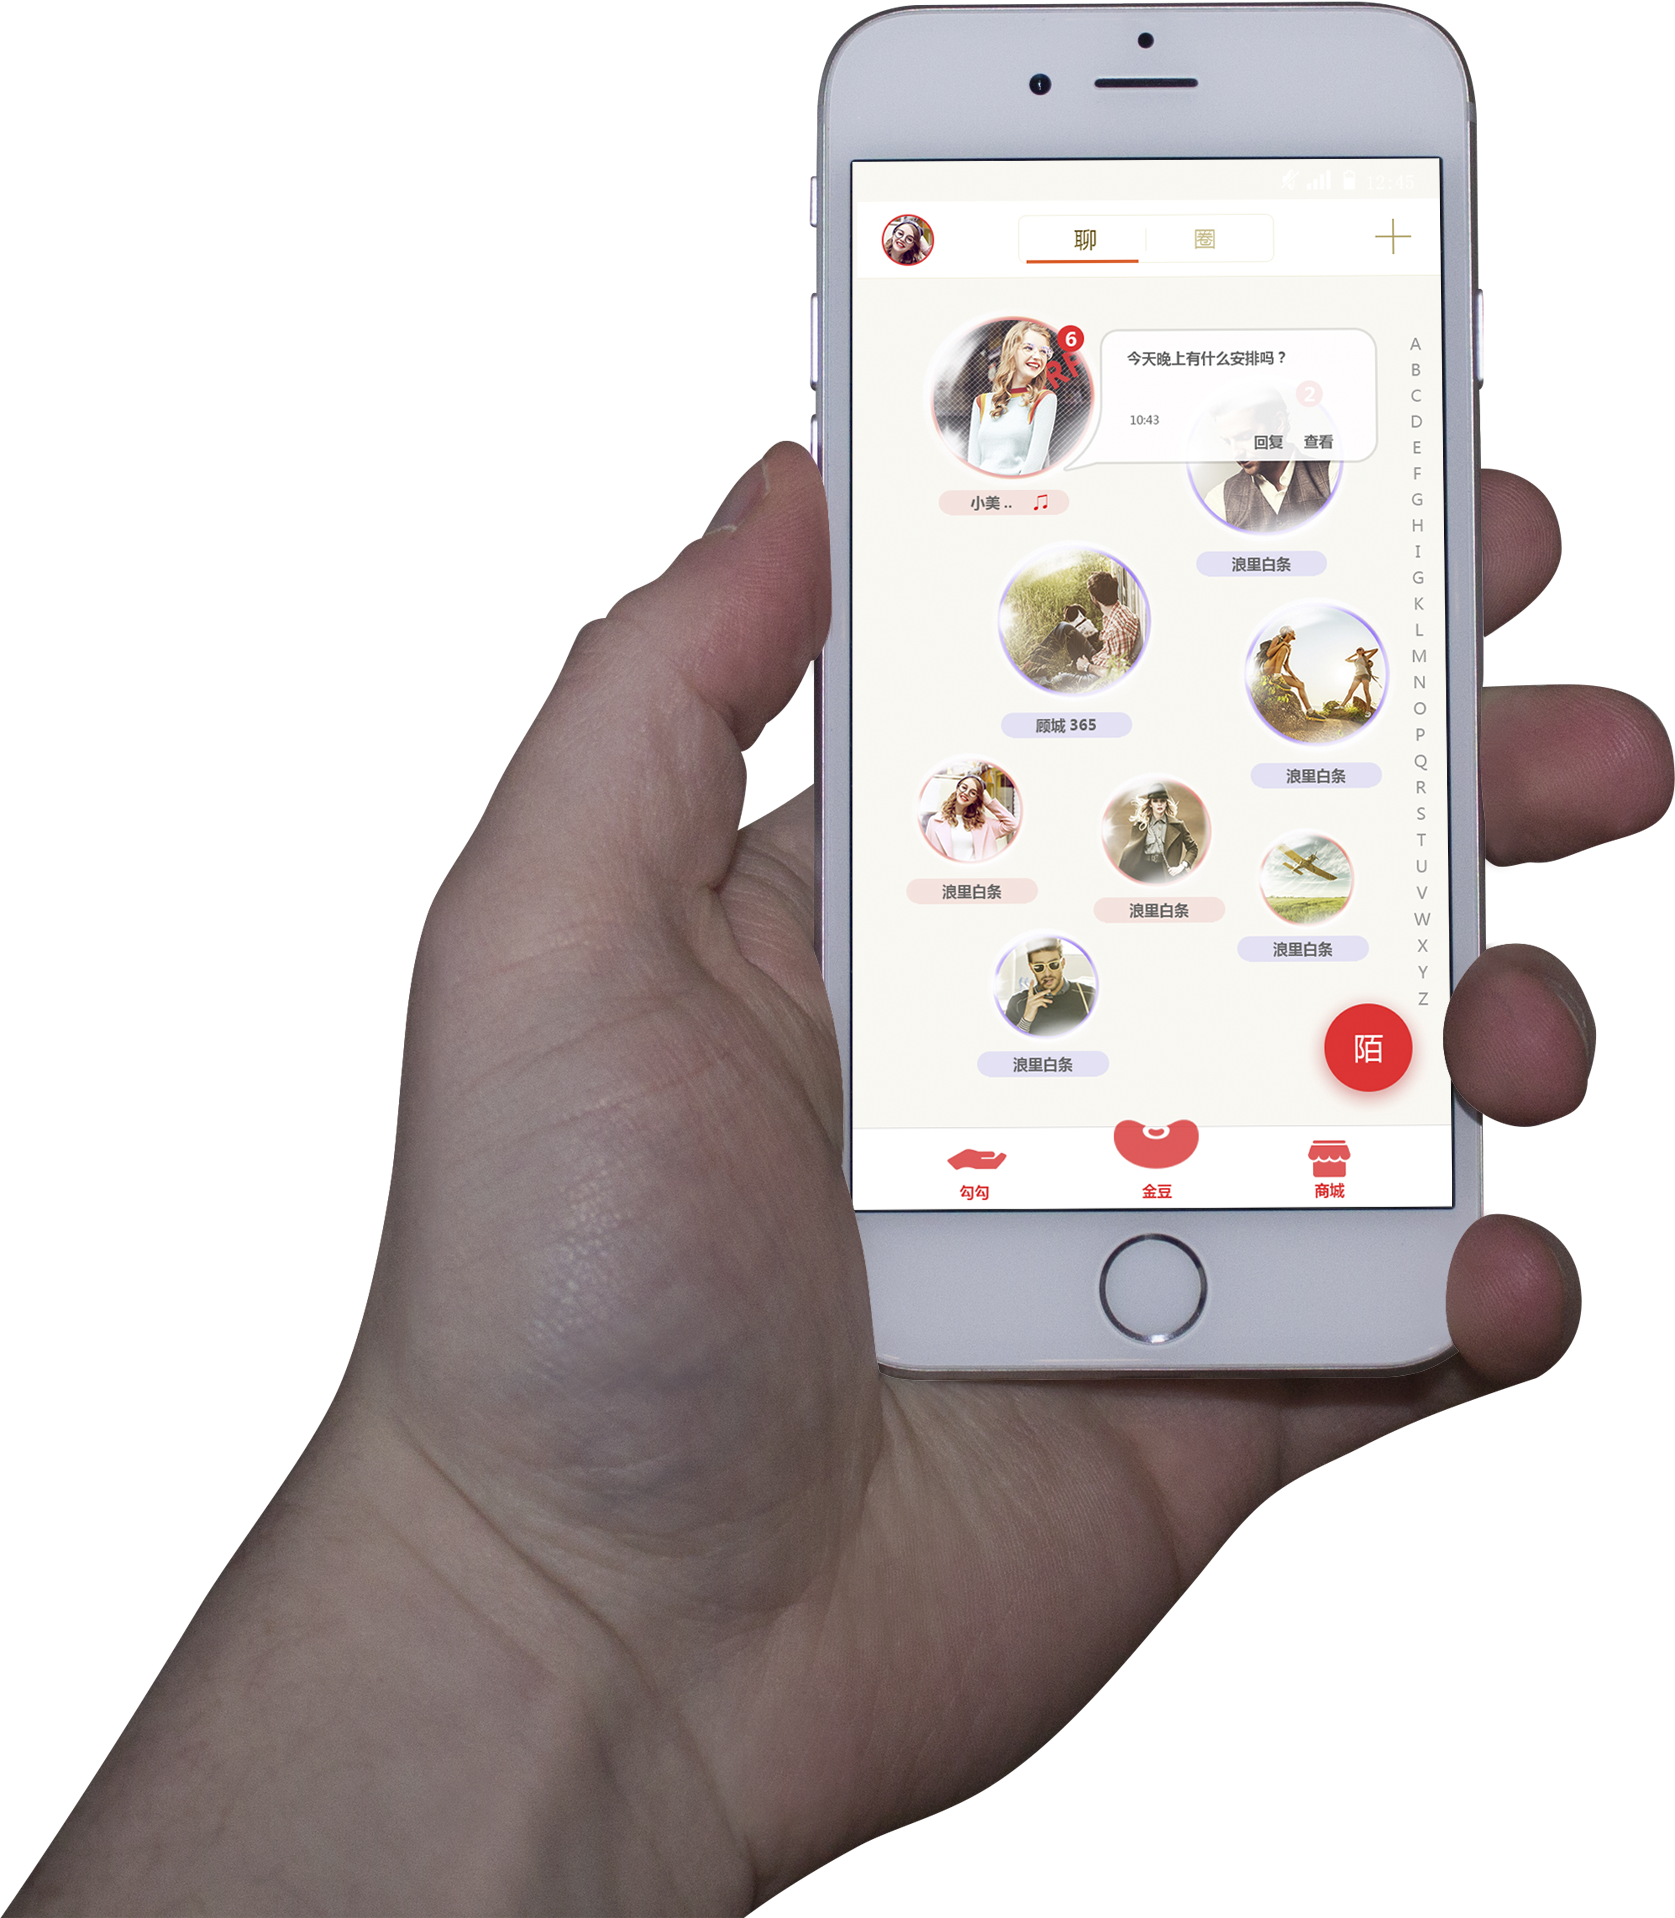 12:45
聊 圈
6
今天晚上有什么安排吗？
2
10:43
回复 查看
小美 ..
浪里白条
顾城 365
浪里白条
浪里白条
浪里白条
浪里白条
浪里白条
A
B
C
D
E
F
G
H
I
G
K
L
M
N
O
P
Q
R
S
T
U
V
W
X
Y
Z
陌
勾勾 金豆 商城